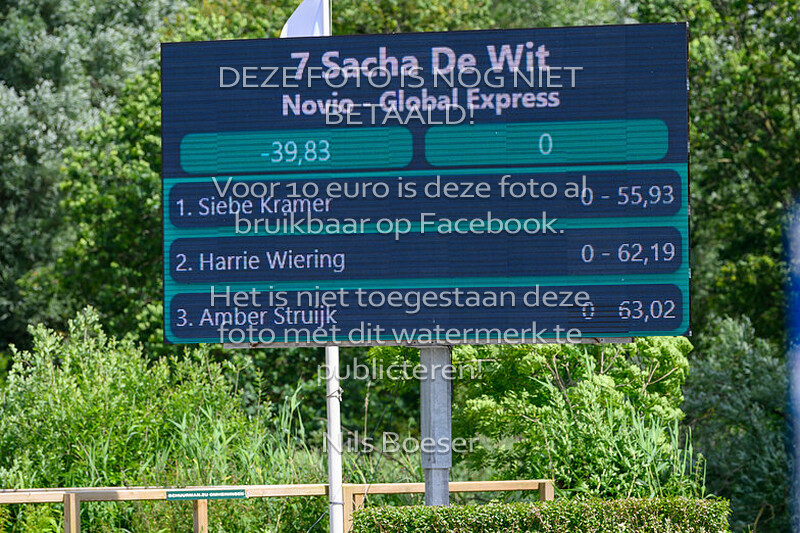 7 Sacha De Wit
DEZE FOTO IS NOG NIET
Novio - Global Express
BETAALD!
-39,83 0
Voor 10 euro is deze foto al
1. Siebe Kramer 0 - 55,93
bruikbaar op Facebook.
2. Harrie Wiering 0 - 62,19
Het is niet toegestaan deze
3. Amber Struijk 0 63,02
foto met dit watermerk te
publiceren!
Nils Boeser